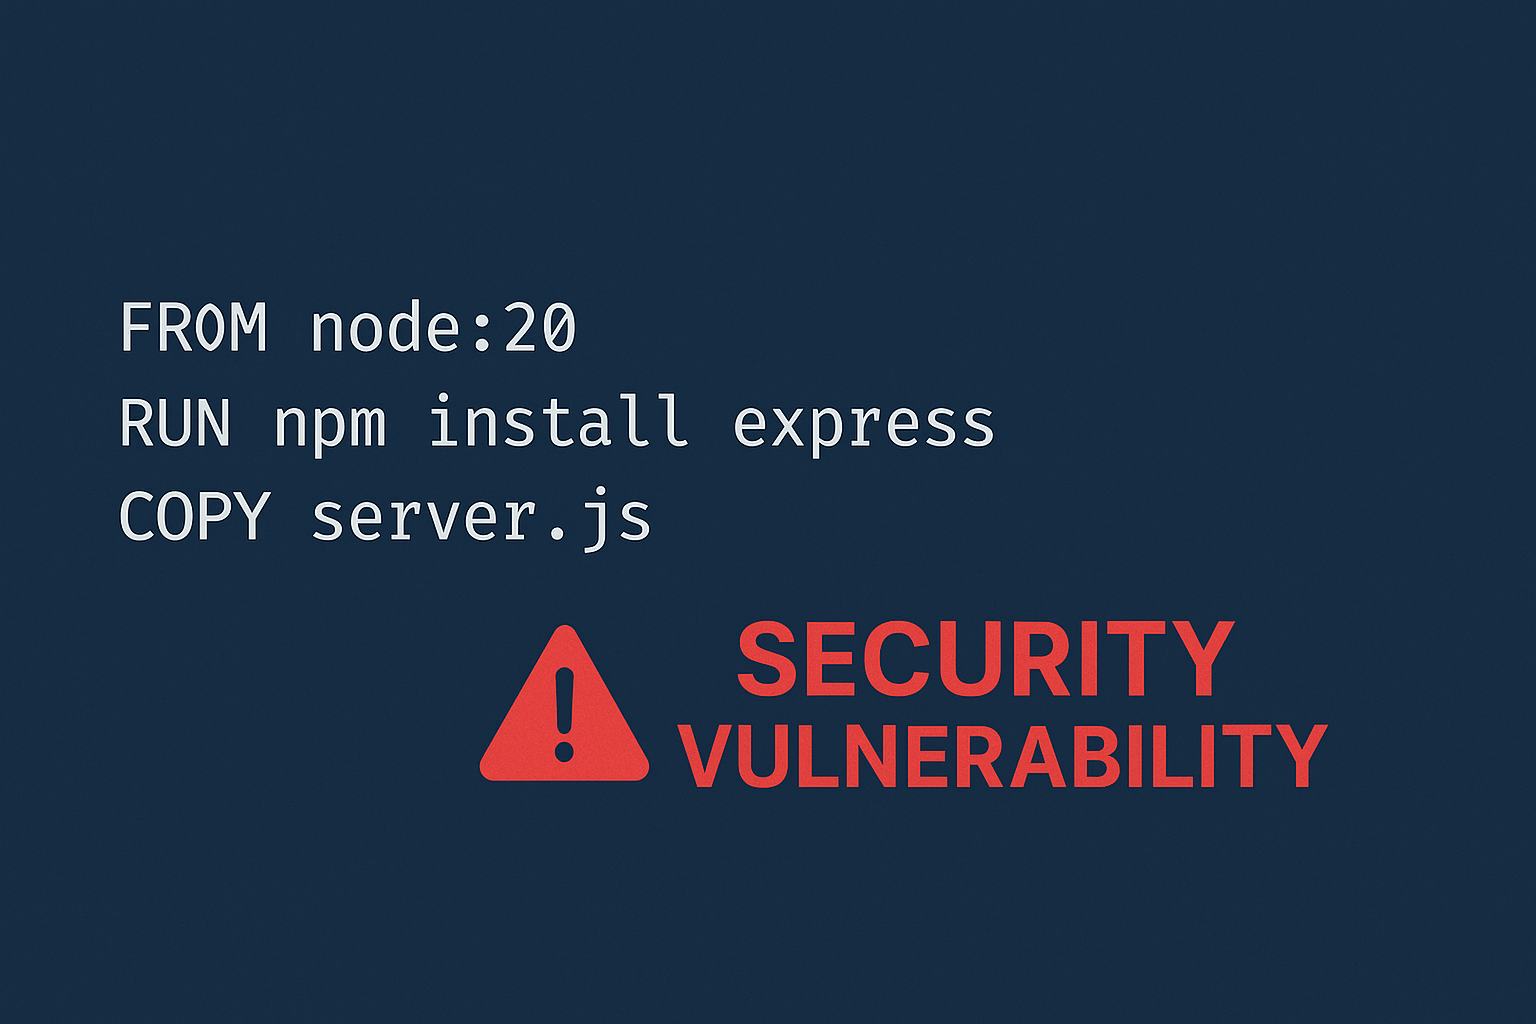 FROM node:20
RUN npm install express
COPY server.js
SECURITY
VULNERABILITY